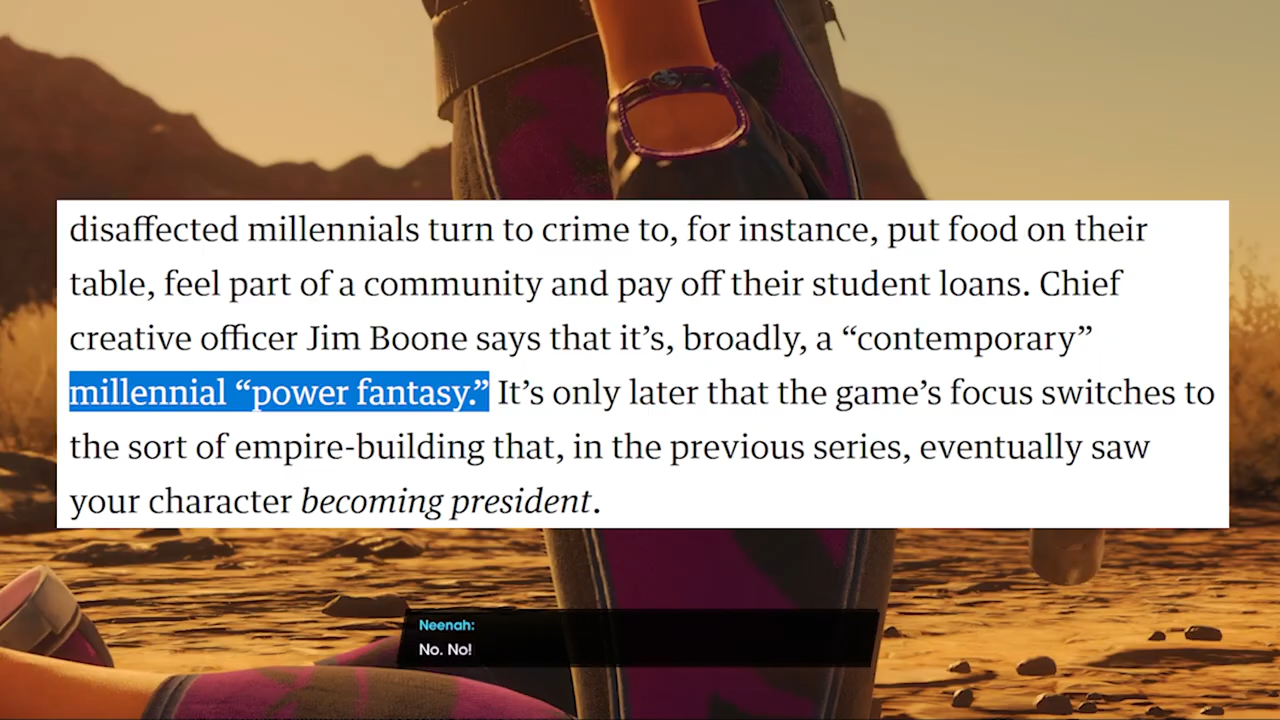 disaffected millennials turn to crime to, for instance, put food on their
table, feel part of a community and pay off their student loans. Chief
creative officer Jim Boone says that it’s, broadly, a “contemporary”
millennial “power fantasy.” It’s only later that the game’s focus switches to
the sort of empire-building that, in the previous series, eventually saw
your character becoming president.
Neenah:
No. No!